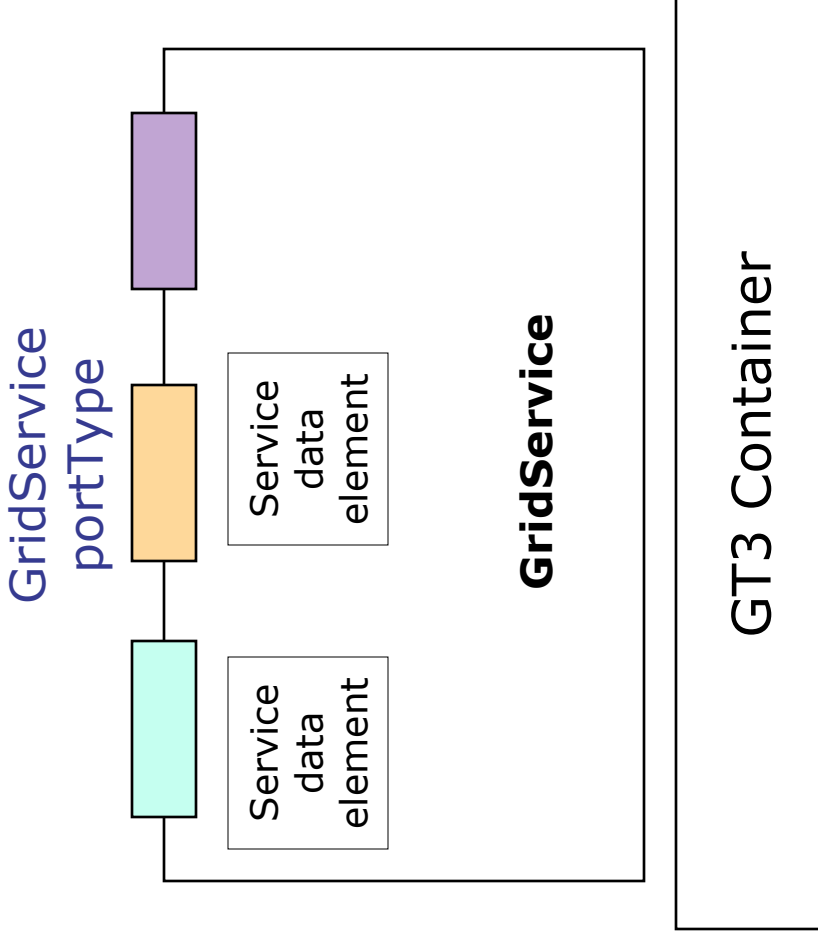 GridService
portType
Service
data
element
Service
data
element
GridService
GT3 Container